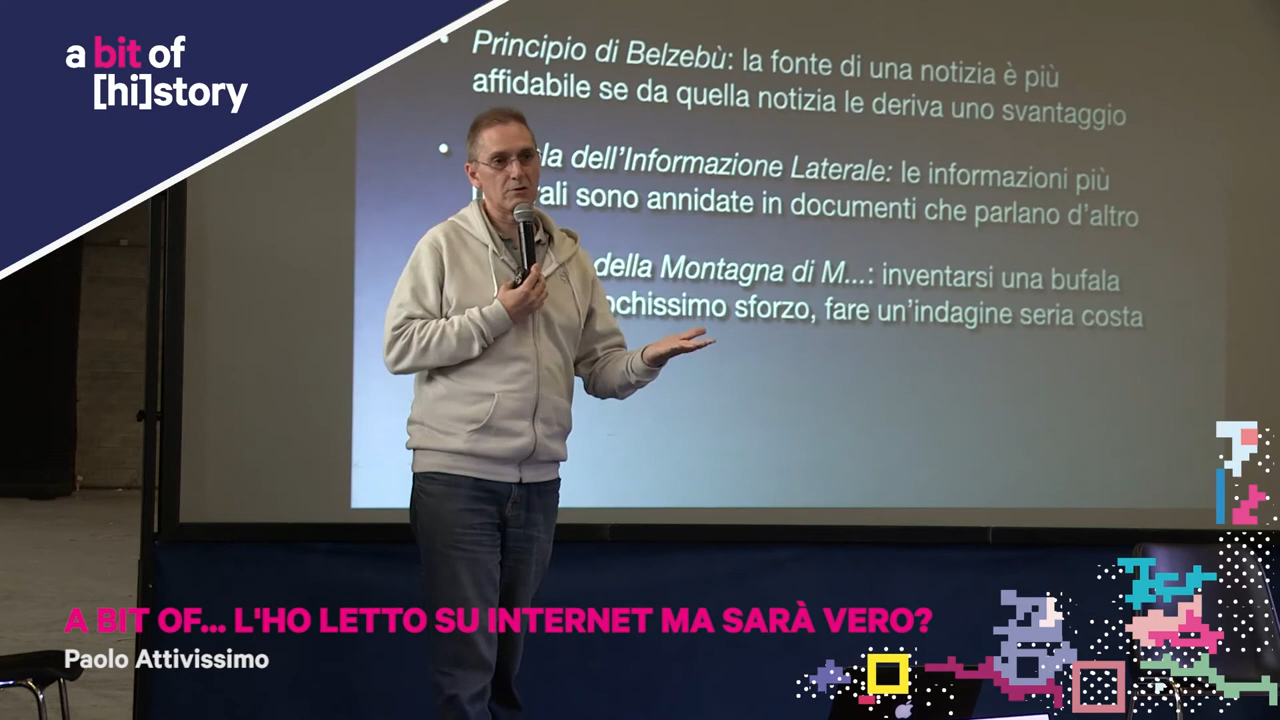 a bit of
[hi]story
• Principio di Belzebù: la fonte di una notizia è più
affidabile se da quella notizia le deriva uno svantaggio
• dell'Informazione Laterale: le informazioni più
sono annidate in documenti che parlano d'altro
della Montagna di M...: inventarsi una bufala
sforzo, fare un'indagine seria costa
A BIT OF... L'HO LETTO SU INTERNET MA SARÀ VERO?
Paolo Attivissimo